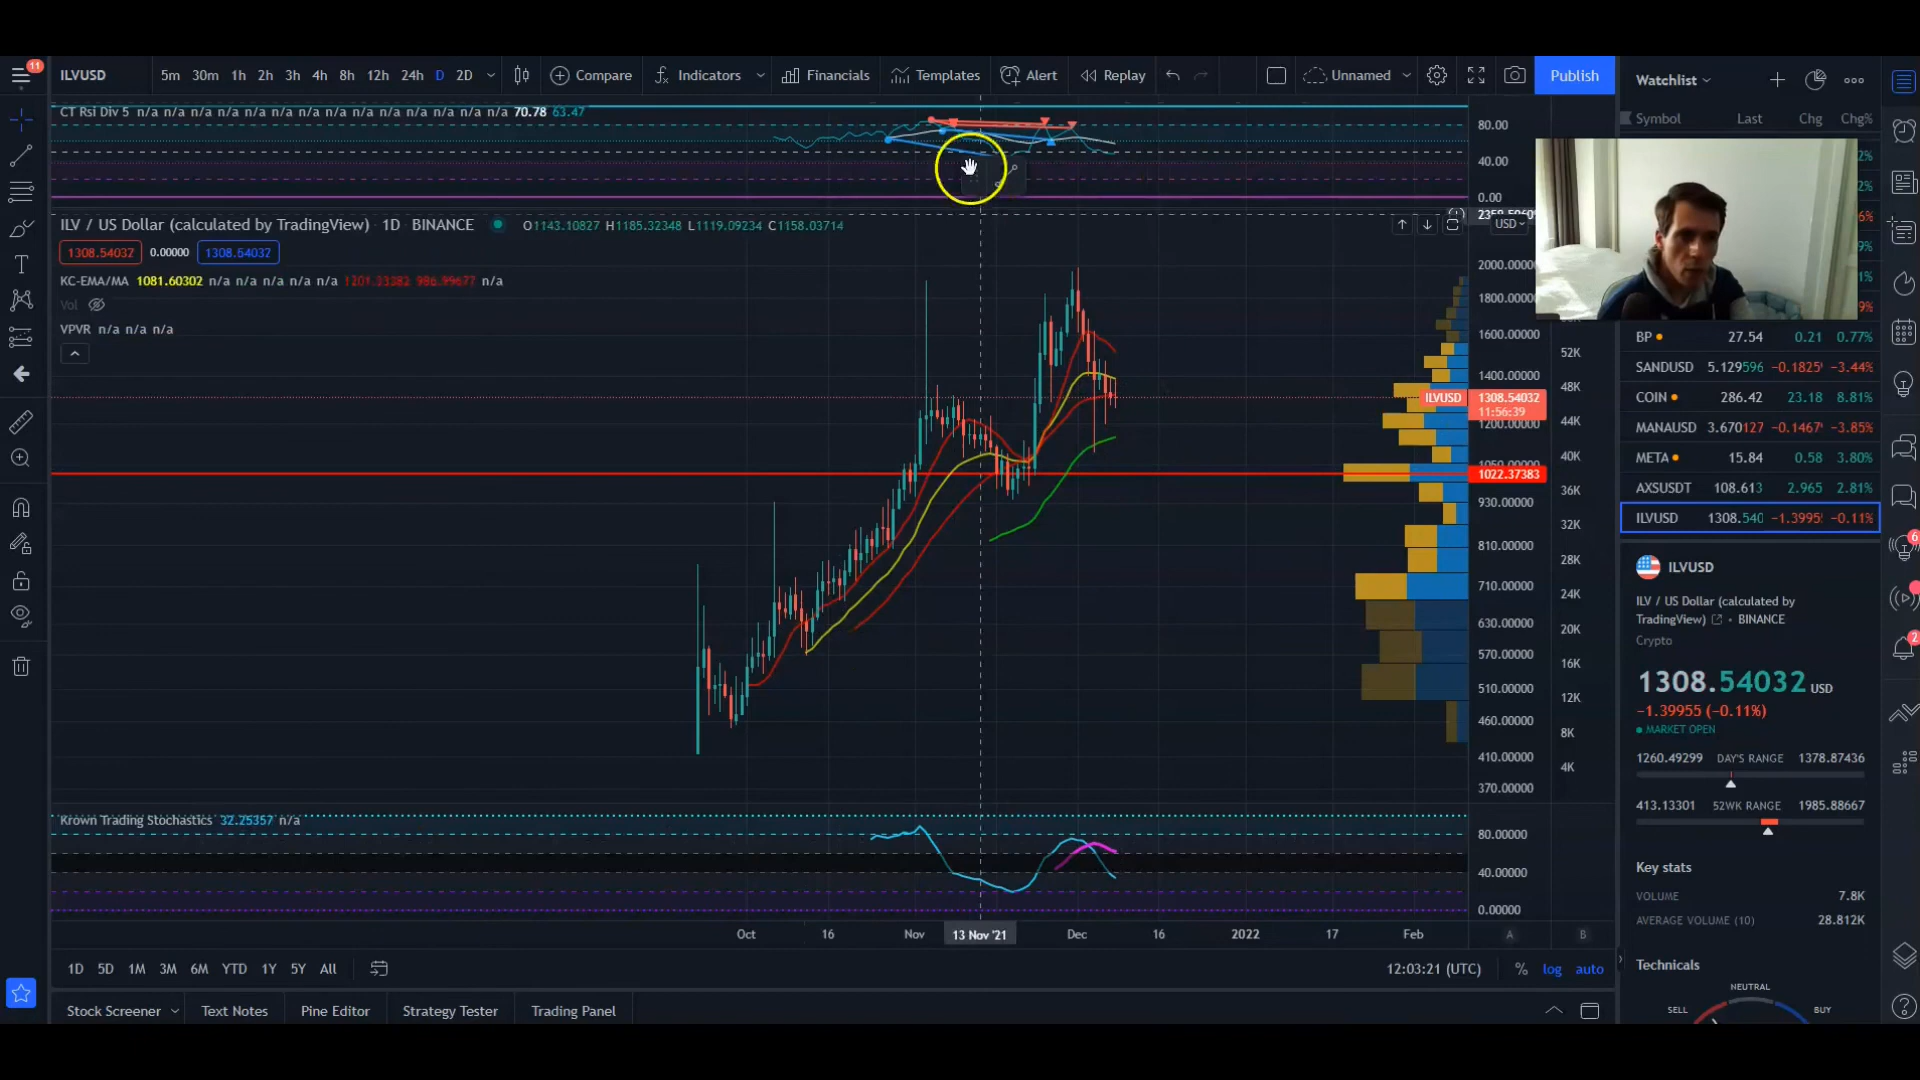 11
ILVUSD 5m 30m 1h 2h 3h 4h 8h 12h 24h D 2D Compare Indicators Financials Templates Alert Replay Unnamed Publish
Watchlist
Symbol Last Chg Chg%
CT Rsi Div 5 n/a n/a n/a n/a n/a n/a n/a n/a n/a n/a n/a n/a n/a n/a 70.78 63.47
80.00
40.00
0.00
ILV / US Dollar (calculated by TradingView) · 1D · BINANCE O1143.10827 H1185.32348 L1119.09234 C1158.03714
USD
1308.54032 0.00000 1308.54032
KC-EMA/MA 1081.60302 n/a n/a n/a n/a n/a 1201.33382 986.99677 n/a
Vol
VPVR n/a n/a n/a
2000.00000
1800.00000
1600.00000
1400.00000
ILVUSD 1308.54032
11:56:39
1200.00000
1022.37383
930.00000
810.00000
710.00000
630.00000
570.00000
510.00000
460.00000
410.00000
370.00000
52K
48K
44K
40K
36K
32K
28K
24K
20K
16K
12K
8K
4K
BP 27.54 0.21 0.77%
SANDUSD 5.129596 −0.1825 −3.44%
COIN 286.42 23.18 8.81%
MANAUSD 3.670127 −0.1467 −3.85%
META 15.84 0.58 3.80%
AXSUSDT 108.613 2.965 2.81%
ILVUSD 1308.540 −1.3995 −0.11%
ILVUSD
ILV / US Dollar (calculated by
TradingView) • BINANCE
Crypto
1308.54032 USD
−1.39955 (−0.11%)
MARKET OPEN
1260.49299 DAY'S RANGE 1378.87436
413.13301 52WK RANGE 1985.88667
Key stats
VOLUME 7.8K
AVERAGE VOLUME (10) 28.812K
Technicals
NEUTRAL
SELL BUY
6
2
Krown Trading Stochastics 32.25357 n/a
80.00000
40.00000
0.00000
Oct 16 Nov 13 Nov '21 Dec 16 2022 17 Feb A B
1D 5D 1M 3M 6M YTD 1Y 5Y All 12:03:21 (UTC) % log auto
Stock Screener Text Notes Pine Editor Strategy Tester Trading Panel